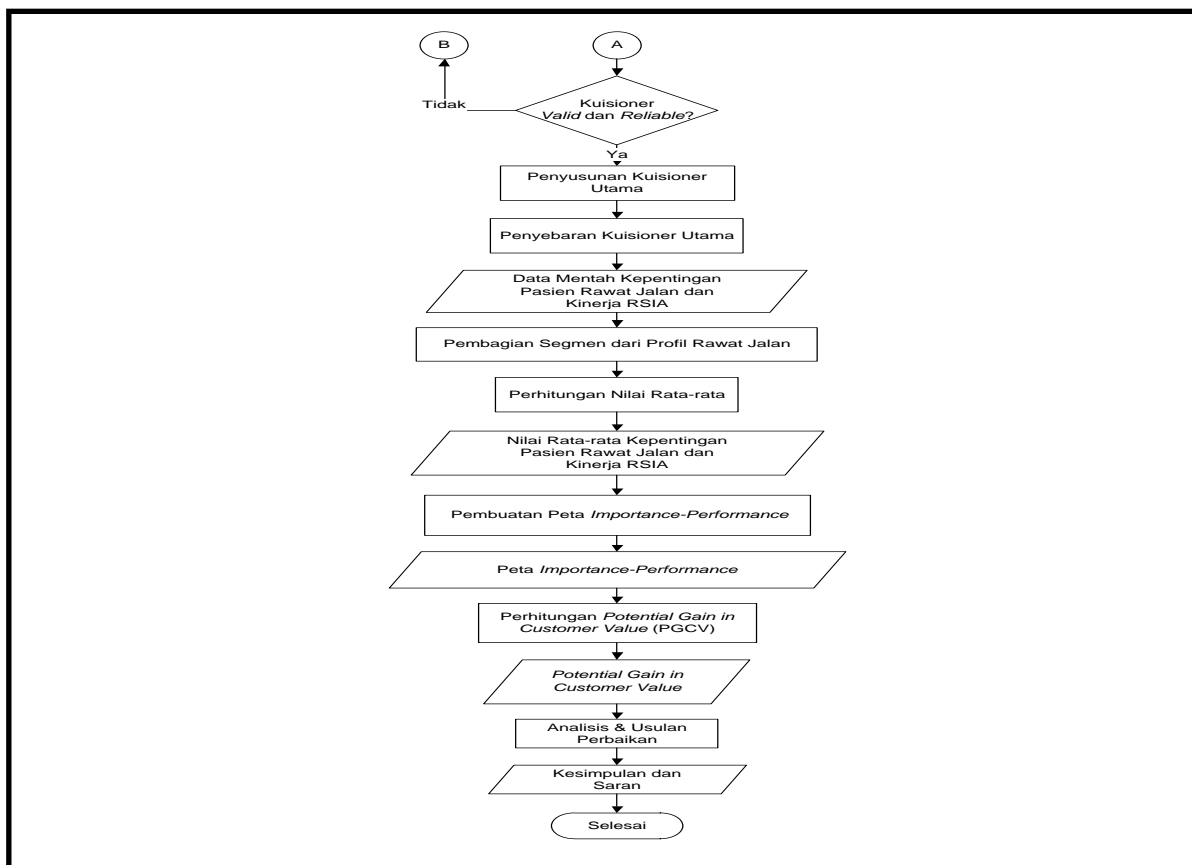 B
A
Kuisioner
Valid dan Reliable?
Tidak
Ya
Penyusunan Kuisioner
Utama
Penyebaran Kuisioner Utama
Data Mentah Kepentingan
Pasien Rawat Jalan dan
Kinerja RSIA
Pembagian Segmen dari Profil Rawat Jalan
Perhitungan Nilai Rata-rata
Nilai Rata-rata Kepentingan
Pasien Rawat Jalan dan
Kinerja RSIA
Pembuatan Peta Importance-Performance
Peta Importance-Performance
Perhitungan Potential Gain in
Customer Value (PGCV)
Potential Gain in
Customer Value
Analisis & Usulan
Perbaikan
Kesimpulan dan
Saran
Selesai